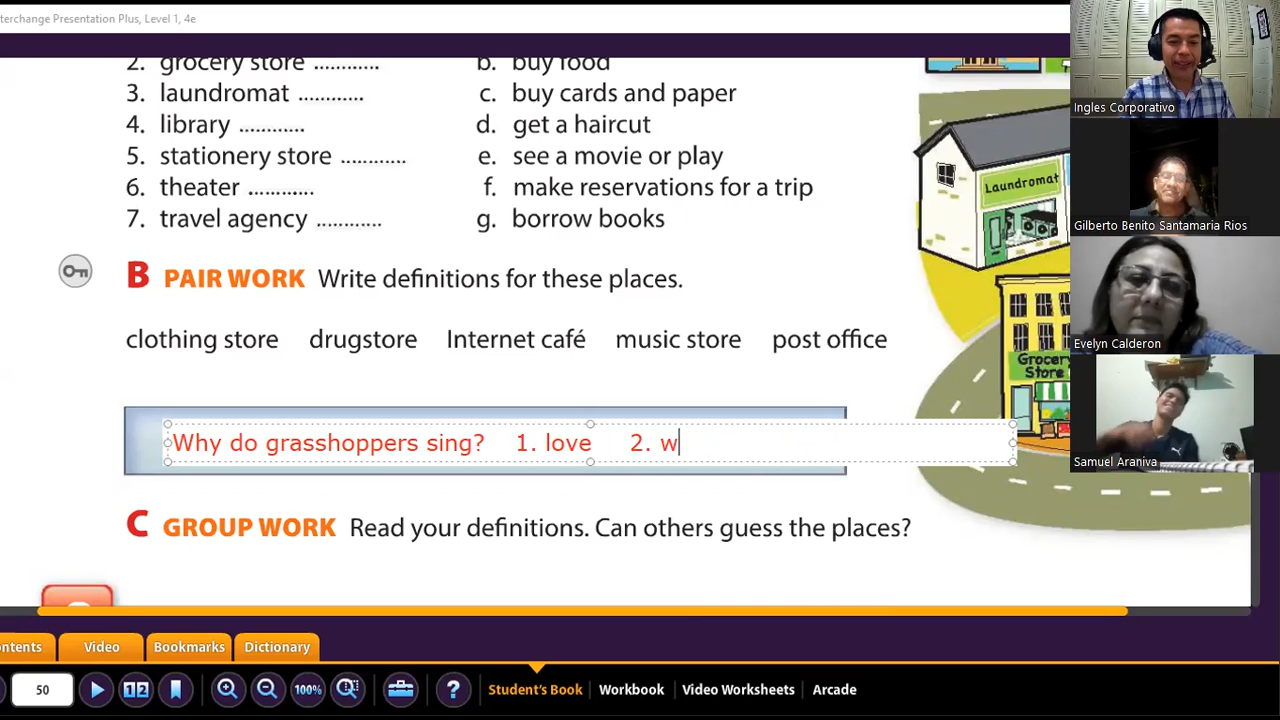 nterchange Presentation Plus, Level 1, 4e
2. grocery store ............ b. buy food
3. laundromat ............ c. buy cards and paper
4. library ............ d. get a haircut
5. stationery store ............ e. see a movie or play
6. theater ............ f. make reservations for a trip
7. travel agency ............ g. borrow books
B PAIR WORK Write definitions for these places.
clothing store drugstore Internet café music store post office
Why do grasshoppers sing? 1. love 2. w
C GROUP WORK Read your definitions. Can others guess the places?
Laundromat
Grocery
Store
Ingles Corporativo
Gilberto Benito Santamaria Rios
Evelyn Calderon
Samuel Araniva
ontents Video Bookmarks Dictionary
50 12 100% ? Student's Book Workbook Video Worksheets Arcade